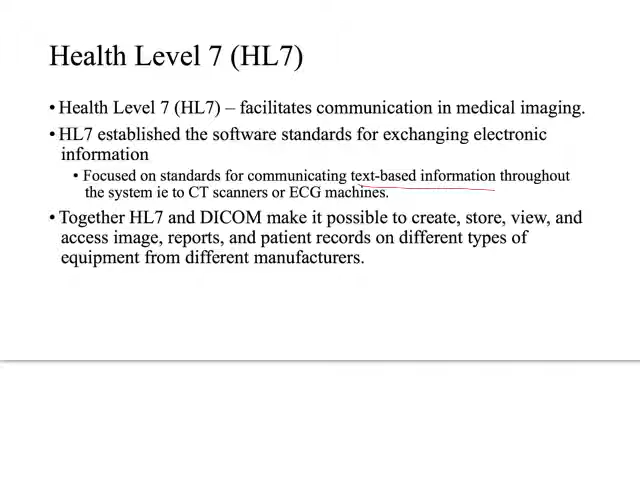 Health Level 7 (HL7)
• Health Level 7 (HL7) – facilitates communication in medical imaging.
• HL7 established the software standards for exchanging electronic
information
• Focused on standards for communicating text-based information throughout
the system ie to CT scanners or ECG machines.
• Together HL7 and DICOM make it possible to create, store, view, and
access image, reports, and patient records on different types of
equipment from different manufacturers.